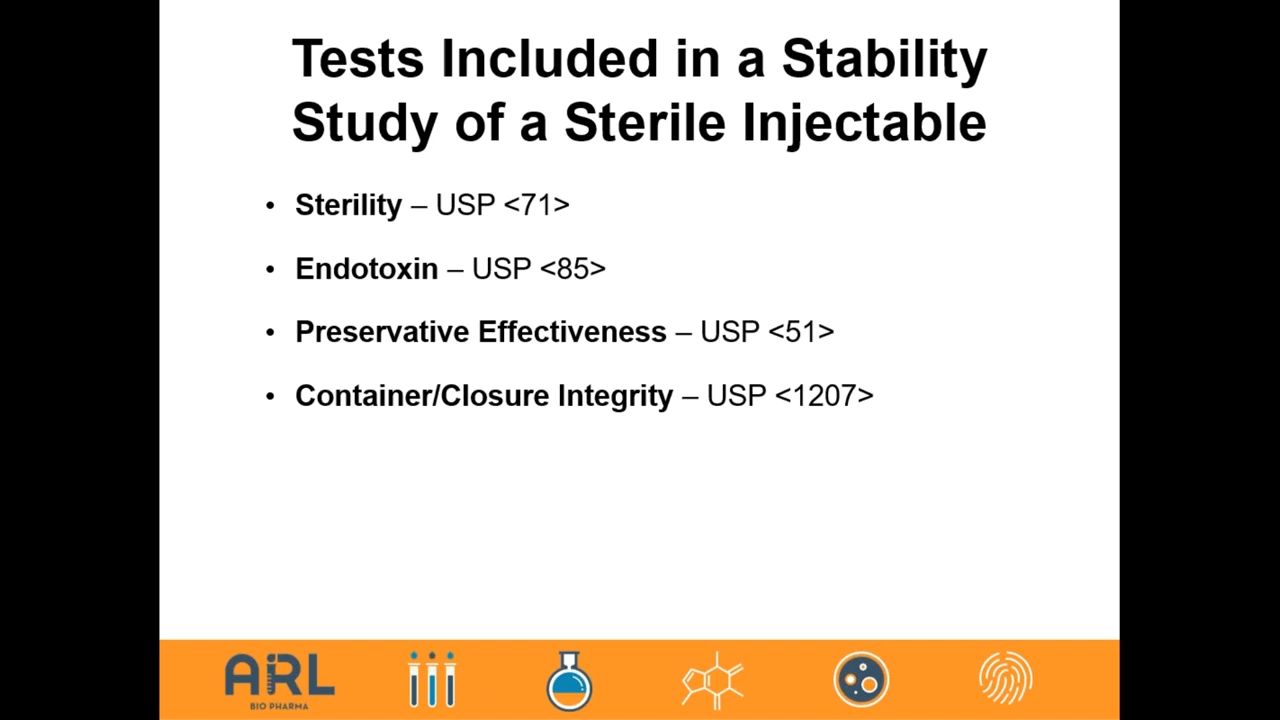 Tests Included in a Stability
Study of a Sterile Injectable
• Sterility – USP <71>
• Endotoxin – USP <85>
• Preservative Effectiveness – USP <51>
• Container/Closure Integrity – USP <1207>
ARL
BIO PHARMA